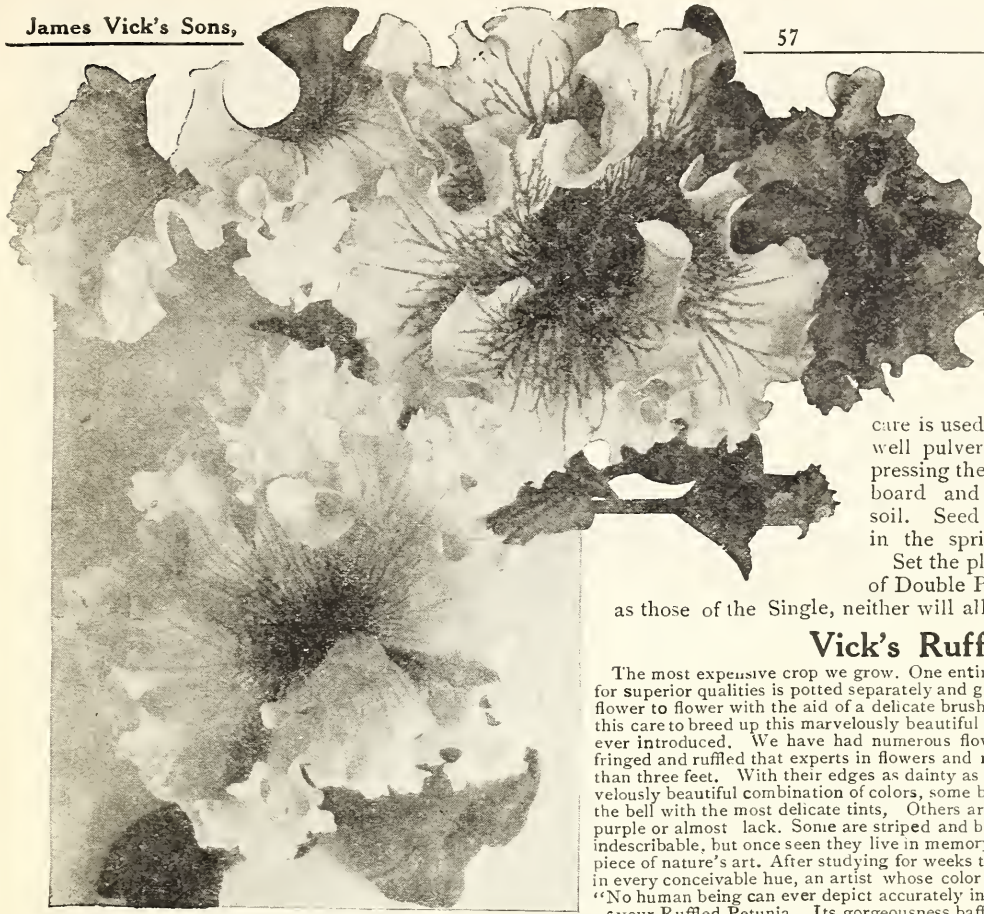 James Vick's Sons,
57
care is used
well pulver
pressing the
board and
soil. Seed
in the spri
Set the pl
of Double P
as those of the Single, neither will all
Vick's Ruff
The most expensive crop we grow. One entir
for superior qualities is potted separately and g
flower to flower with the aid of a delicate brush
this care to breed up this marvelously beautiful
ever introduced. We have had numerous flow
fringed and ruffled that experts in flowers and
than three feet. With their edges as dainty as
velously beautiful combination of colors, some b
the bell with the most delicate tints, Others ar
purple or almost lack. Some are striped and b
indescribable, but once seen they live in memory
piece of nature's art. After studying for weeks t
in every conceivable hue, an artist whose color
"No human being can ever depict accurately in
your Ruffled Petunia. Its gorgeousness baff